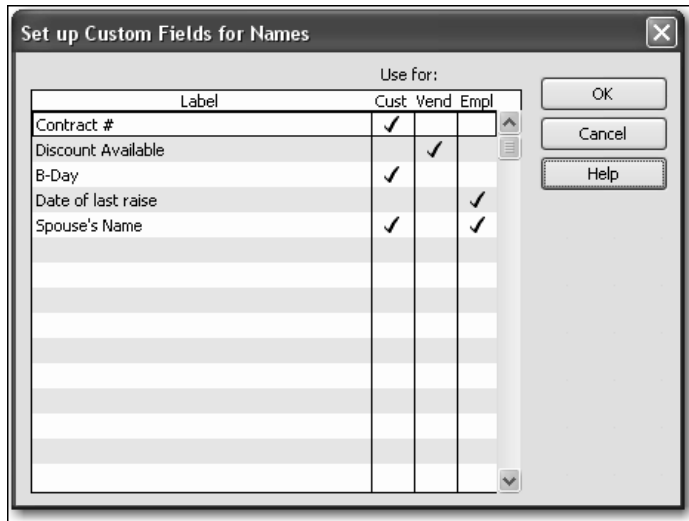 Set up Custom Fields for Names
Use for:
Label Cust Vend Empl
Contract #
Discount Available
B-Day
Date of last raise
Spouse's Name
OK
Cancel
Help